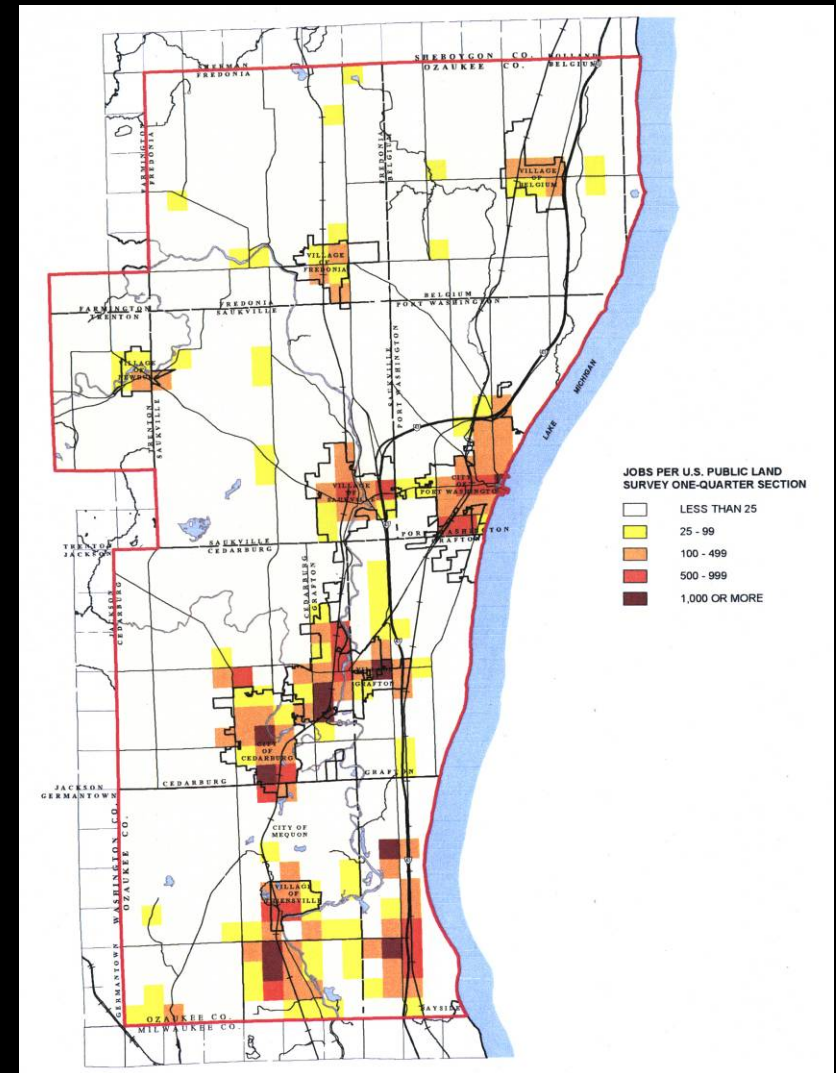 SHEBOYGON CO.
OZAUKEE CO.
HOLLAND
BELGIUM
SHERMAN
FREDONIA
FARMINGTON
FREDONIA
FREDONIA
BELGIUM
VILLAGE
OF
BELGIUM
VILLAGE
OF
FREDONIA
FARMINGTOM
TRENTON
FREDONIA
SAUKVILLE
BELGIUM
PORT WASHINGTON
VILLAGE
OF
NEWBURG
TRENTON
SAUKVILLE
SAUKVILLE
PORT WASHINGTON
LAKE MICHIGAN
VILLAGE
OF
SAUKVILLE
CITY
OF
PORT WASHINGTON
JOBS PER U.S. PUBLIC LAND
SURVEY ONE-QUARTER SECTION
LESS THAN 25
25 - 99
100 - 499
500 - 999
1,000 OR MORE
TRENTON
JACKSON
SAUKVILLE
CEDARBURG
PORT WASHINGTON
GRAFTON
JACKSON
CEDARBURG
CEDARBURG
GRAFTON
GRAFTON
CITY
OF
CEDARBURG
JACKSON
GERMANTOWN
CEDARBURG
GRAFTON
CITY OF
MEQUON
WASHINGTON CO.
OZAUKEE CO.
VILLAGE
OF
THIENSVILLE
GERMANTOWN
BAYSIDE
OZAUKEE CO.
MILWAUKEE CO.